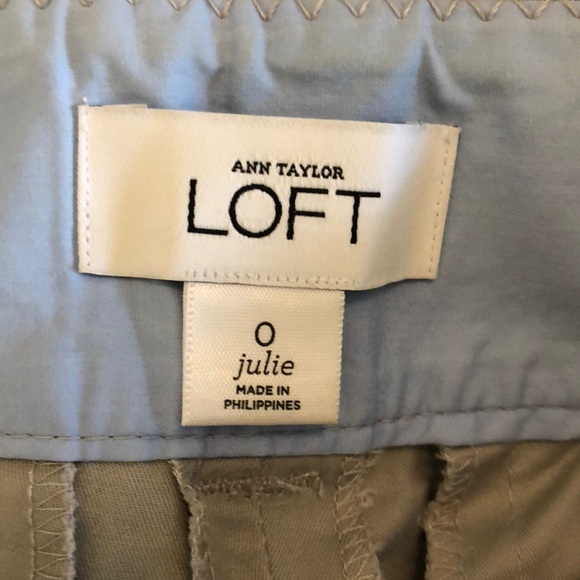 ANN TAYLOR
LOFT
0
julie
MADE IN
PHILIPPINES